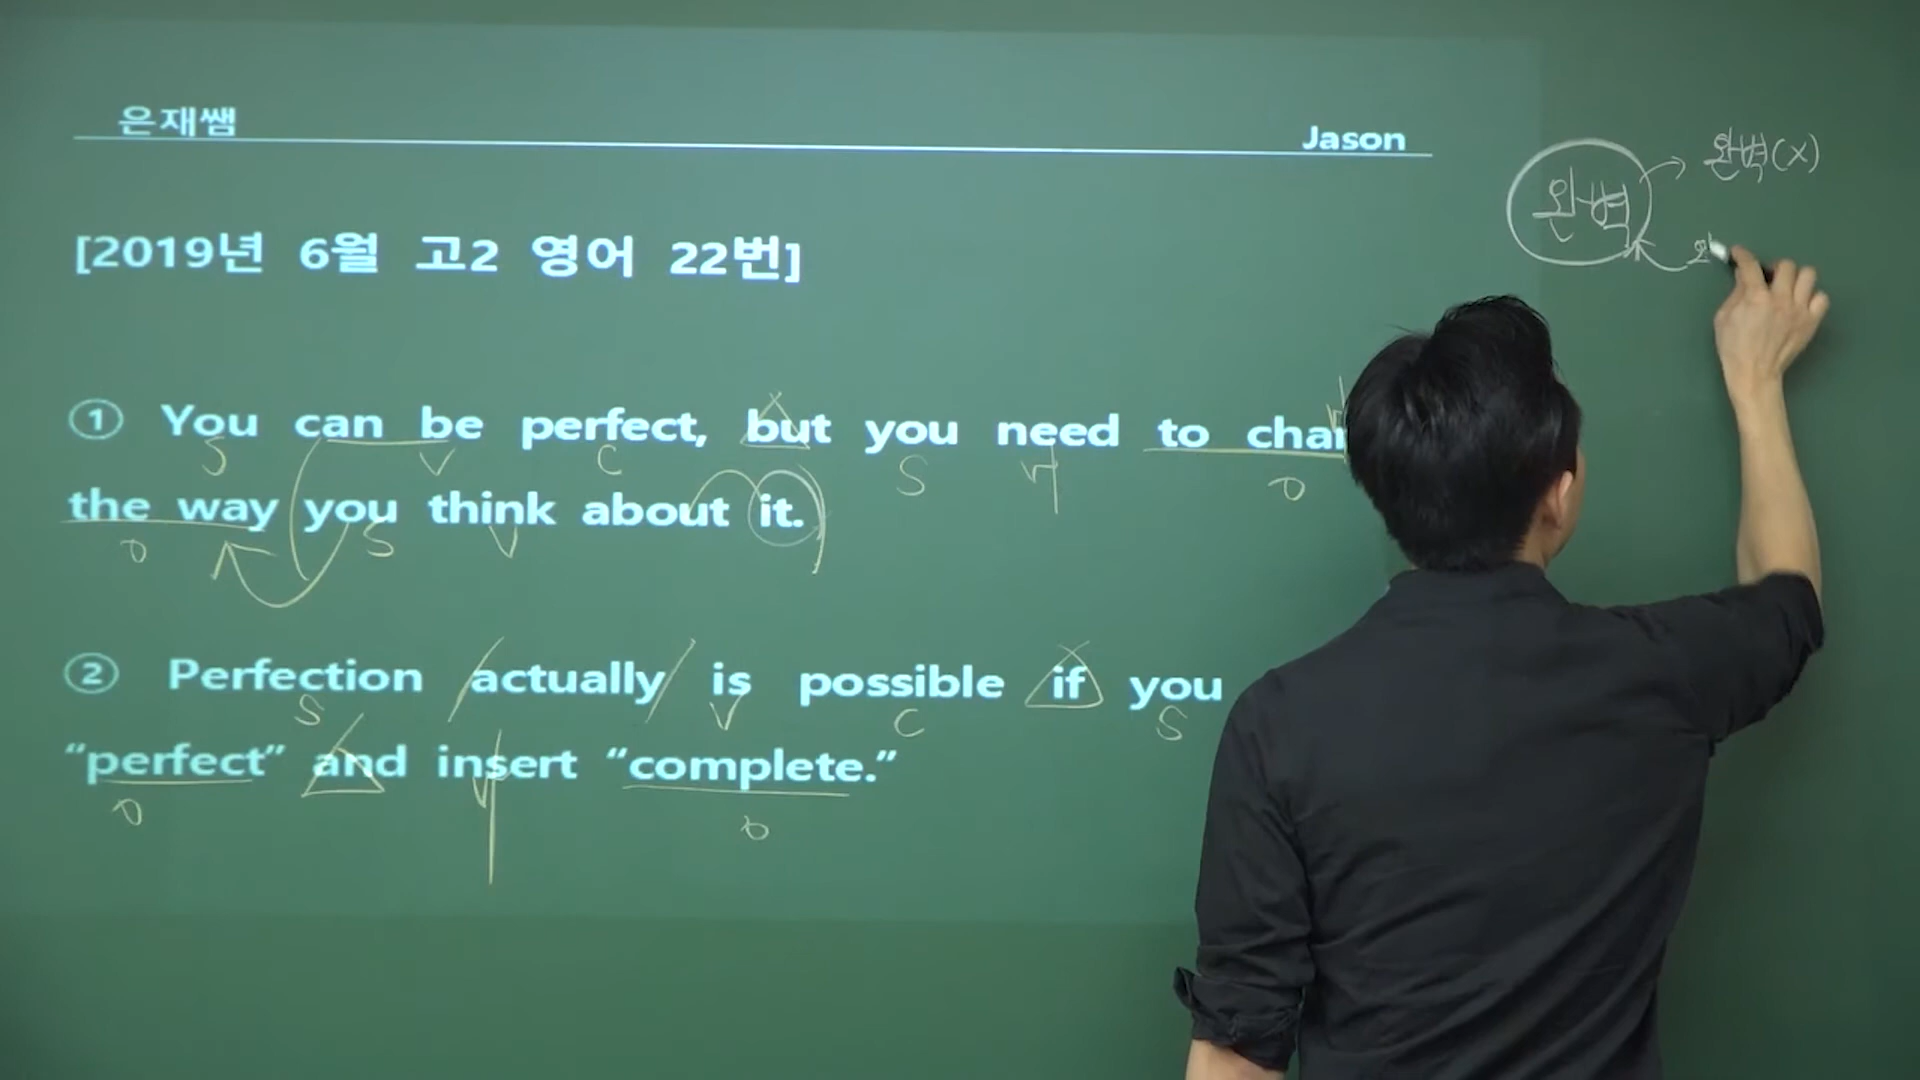 은재쌤 Jason
[2019년 6월 고2 영어 22번]
완벽 → 완벽(x)
완
① You can be perfect, but you need to
S V C S V O
the way you think about it.
O S V
② Perfection actually is possible if you
S V C S
“perfect” and insert “complete.”
O V O